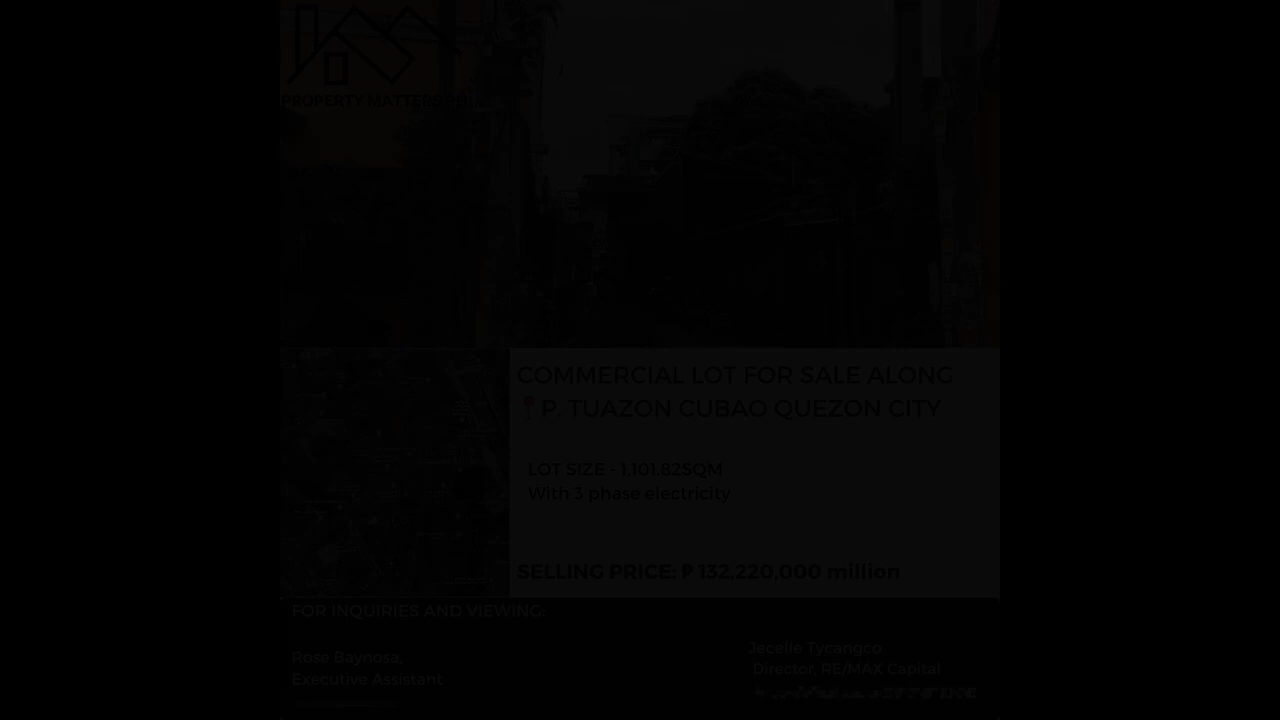 PROPERTY MATTERS PH
COMMERCIAL LOT FOR SALE ALONG
📍P. TUAZON CUBAO QUEZON CITY
LOT SIZE - 1,101.82SQM
With 3 phase electricity
SELLING PRICE: ₱ 132,220,000 million
FOR INQUIRIES AND VIEWING:
Rose Baynosa,
Executive Assistant
Jecelle Tycangco
Director, RE/MAX Capital